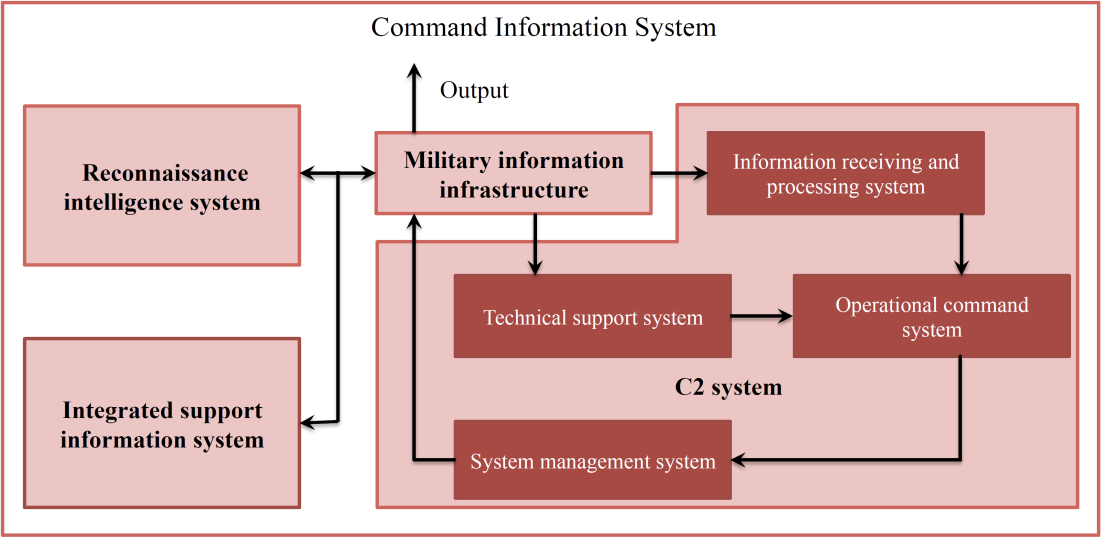 Command Information System
Output
Reconnaissance
intelligence system
Military information
infrastructure
Information receiving and
processing system
Technical support system
Operational command
system
C2 system
Integrated support
information system
System management system